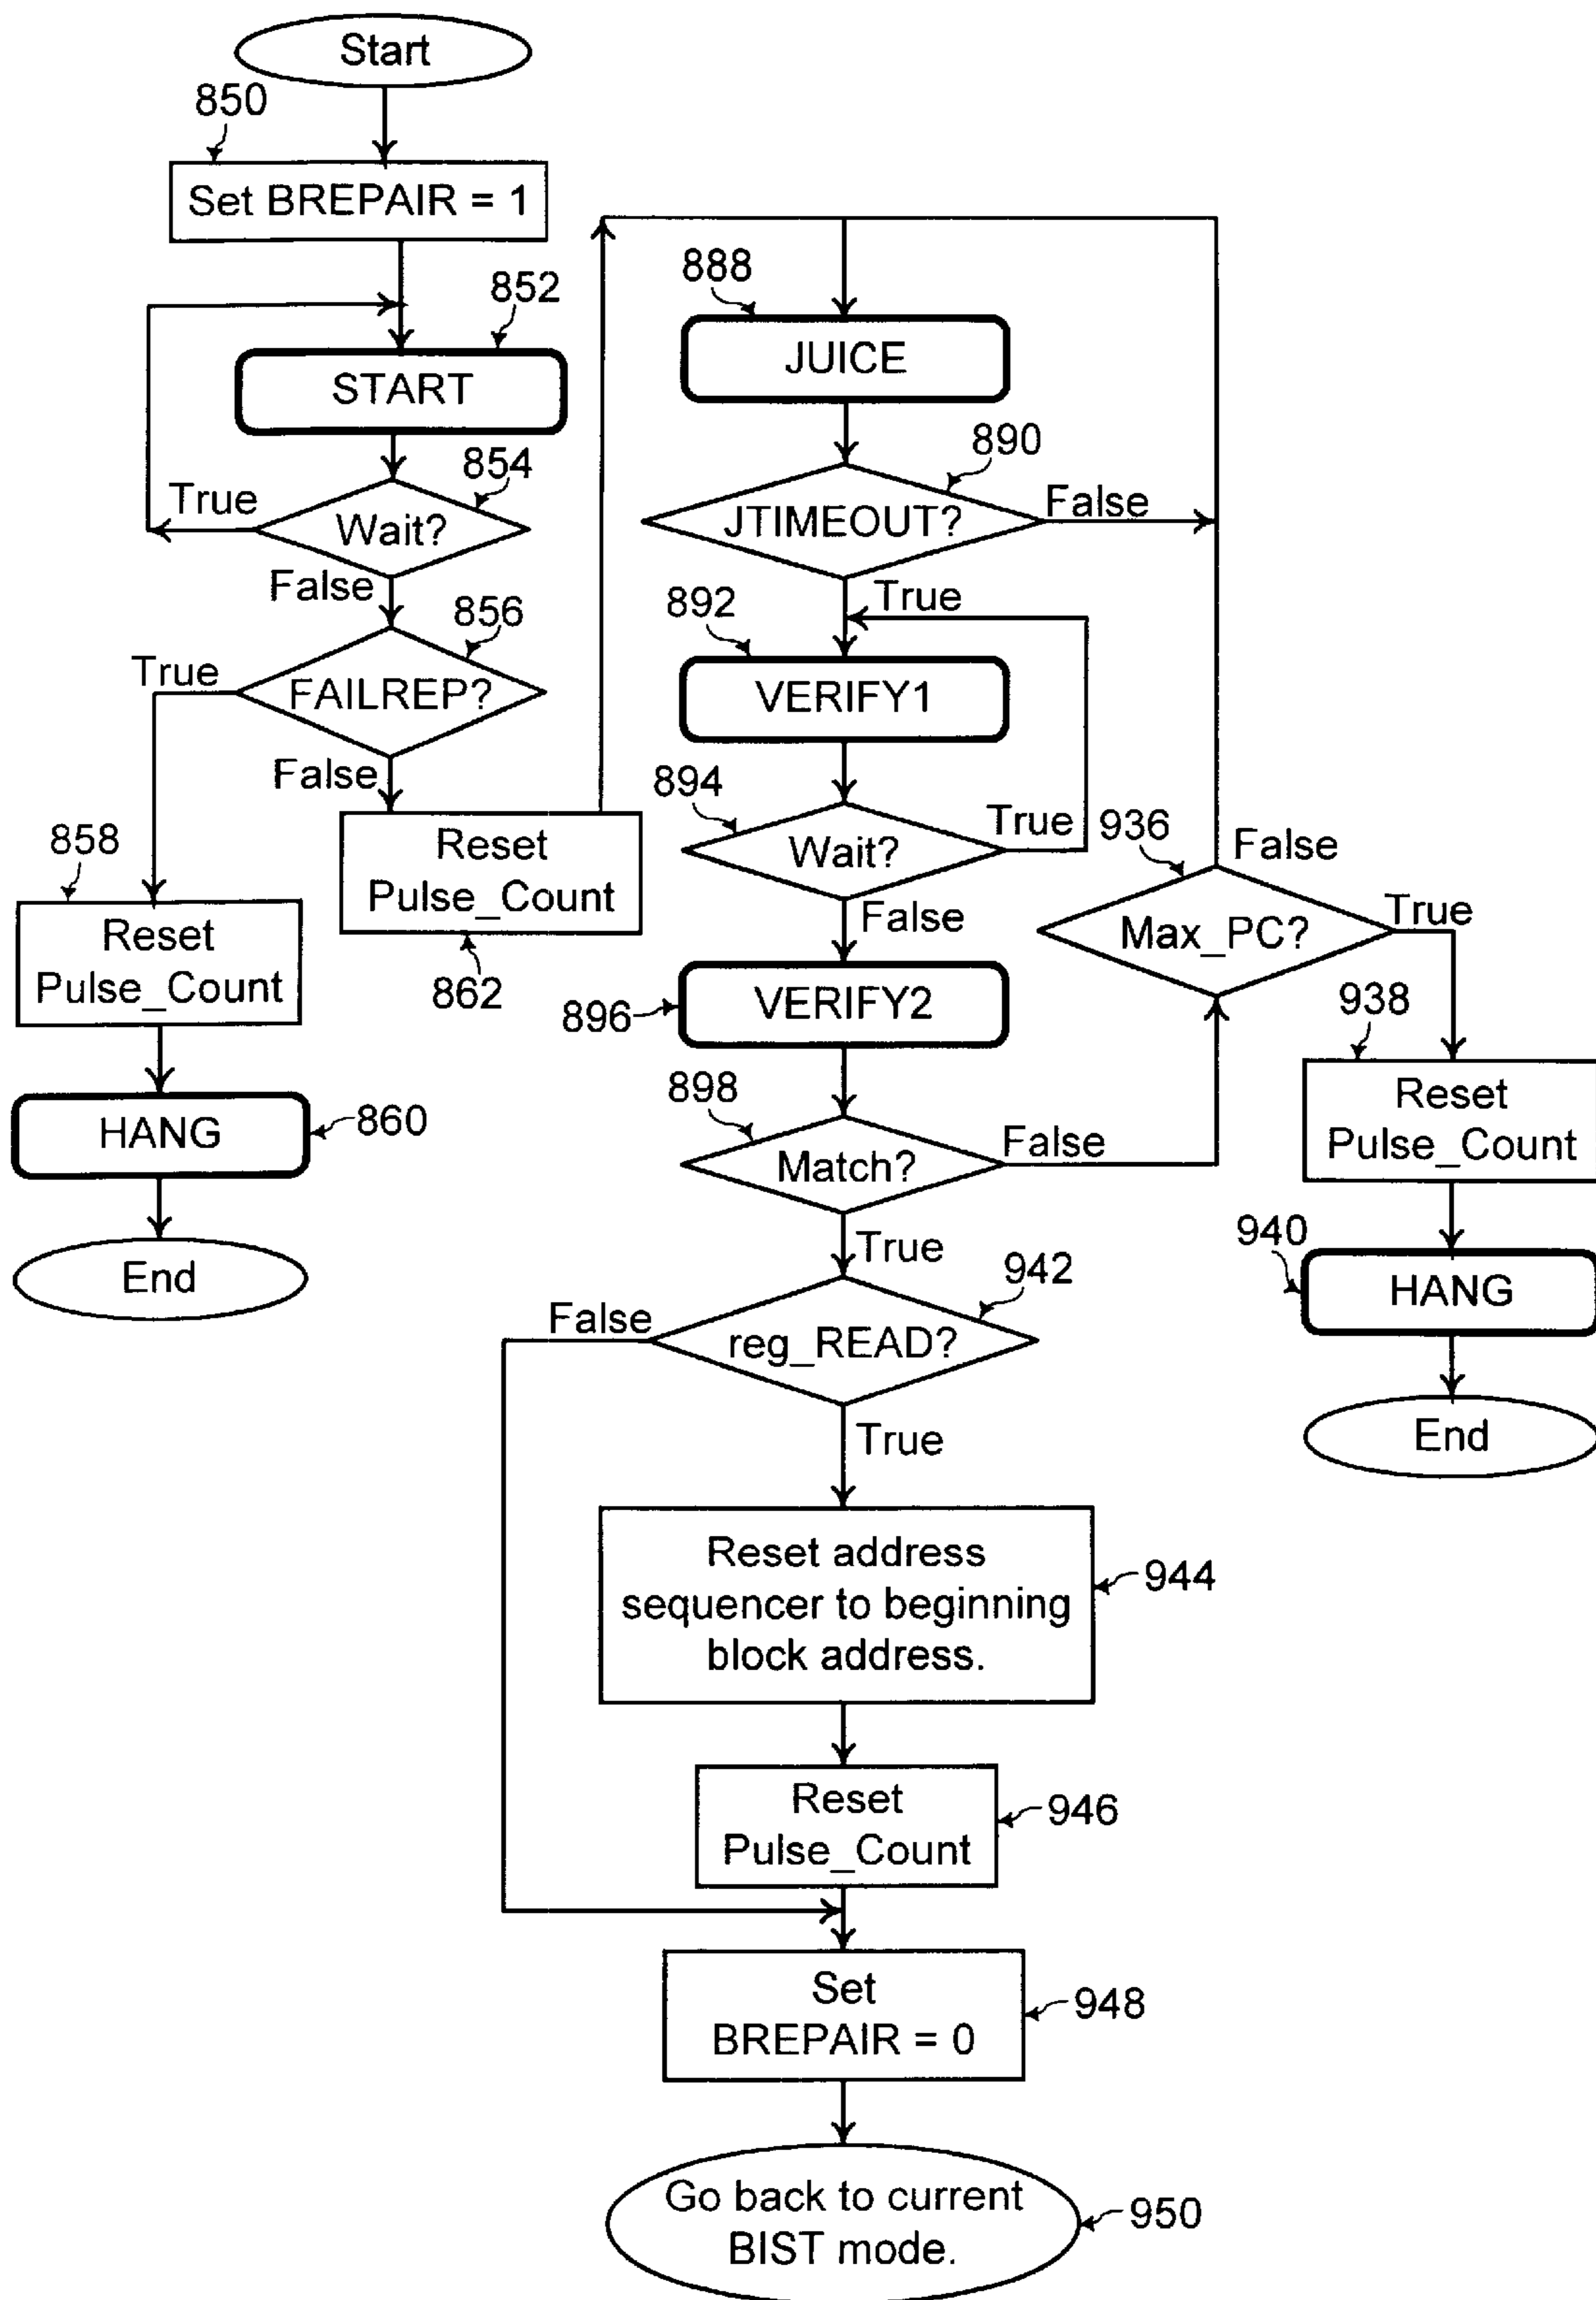 Start
850
Set BREPAIR = 1
852
START
854
True
Wait?
False
856
True
FAILREP?
False
862
Reset
Pulse_Count
858
Reset
Pulse_Count
860
HANG
End
888
JUICE
890
JTIMEOUT?
False
True
892
VERIFY1
894
Wait?
True
False
896
VERIFY2
898
Match?
False
True
936
False
Max_PC?
True
938
Reset
Pulse_Count
940
HANG
End
942
False
reg_READ?
True
Reset address
sequencer to beginning
block address.
944
Reset
Pulse_Count
946
Set
BREPAIR = 0
948
Go back to current
BIST mode.
950